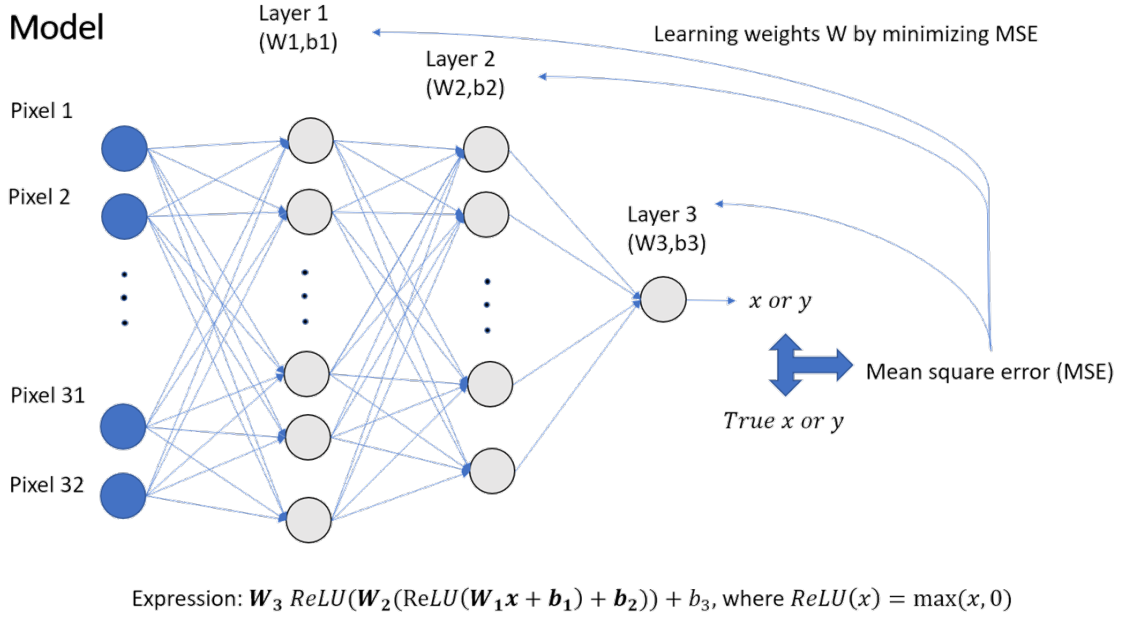 Model
Layer 1
(W1,b1)
Learning weights W by minimizing MSE
Layer 2
(W2,b2)
Pixel 1
Pixel 2
Layer 3
(W3,b3)
x or y
Mean square error (MSE)
True x or y
Pixel 31
Pixel 32
Expression: W₃ ReLU(W₂(ReLU(W₁x + b₁) + b₂)) + b₃, where ReLU(x) = max(x, 0)